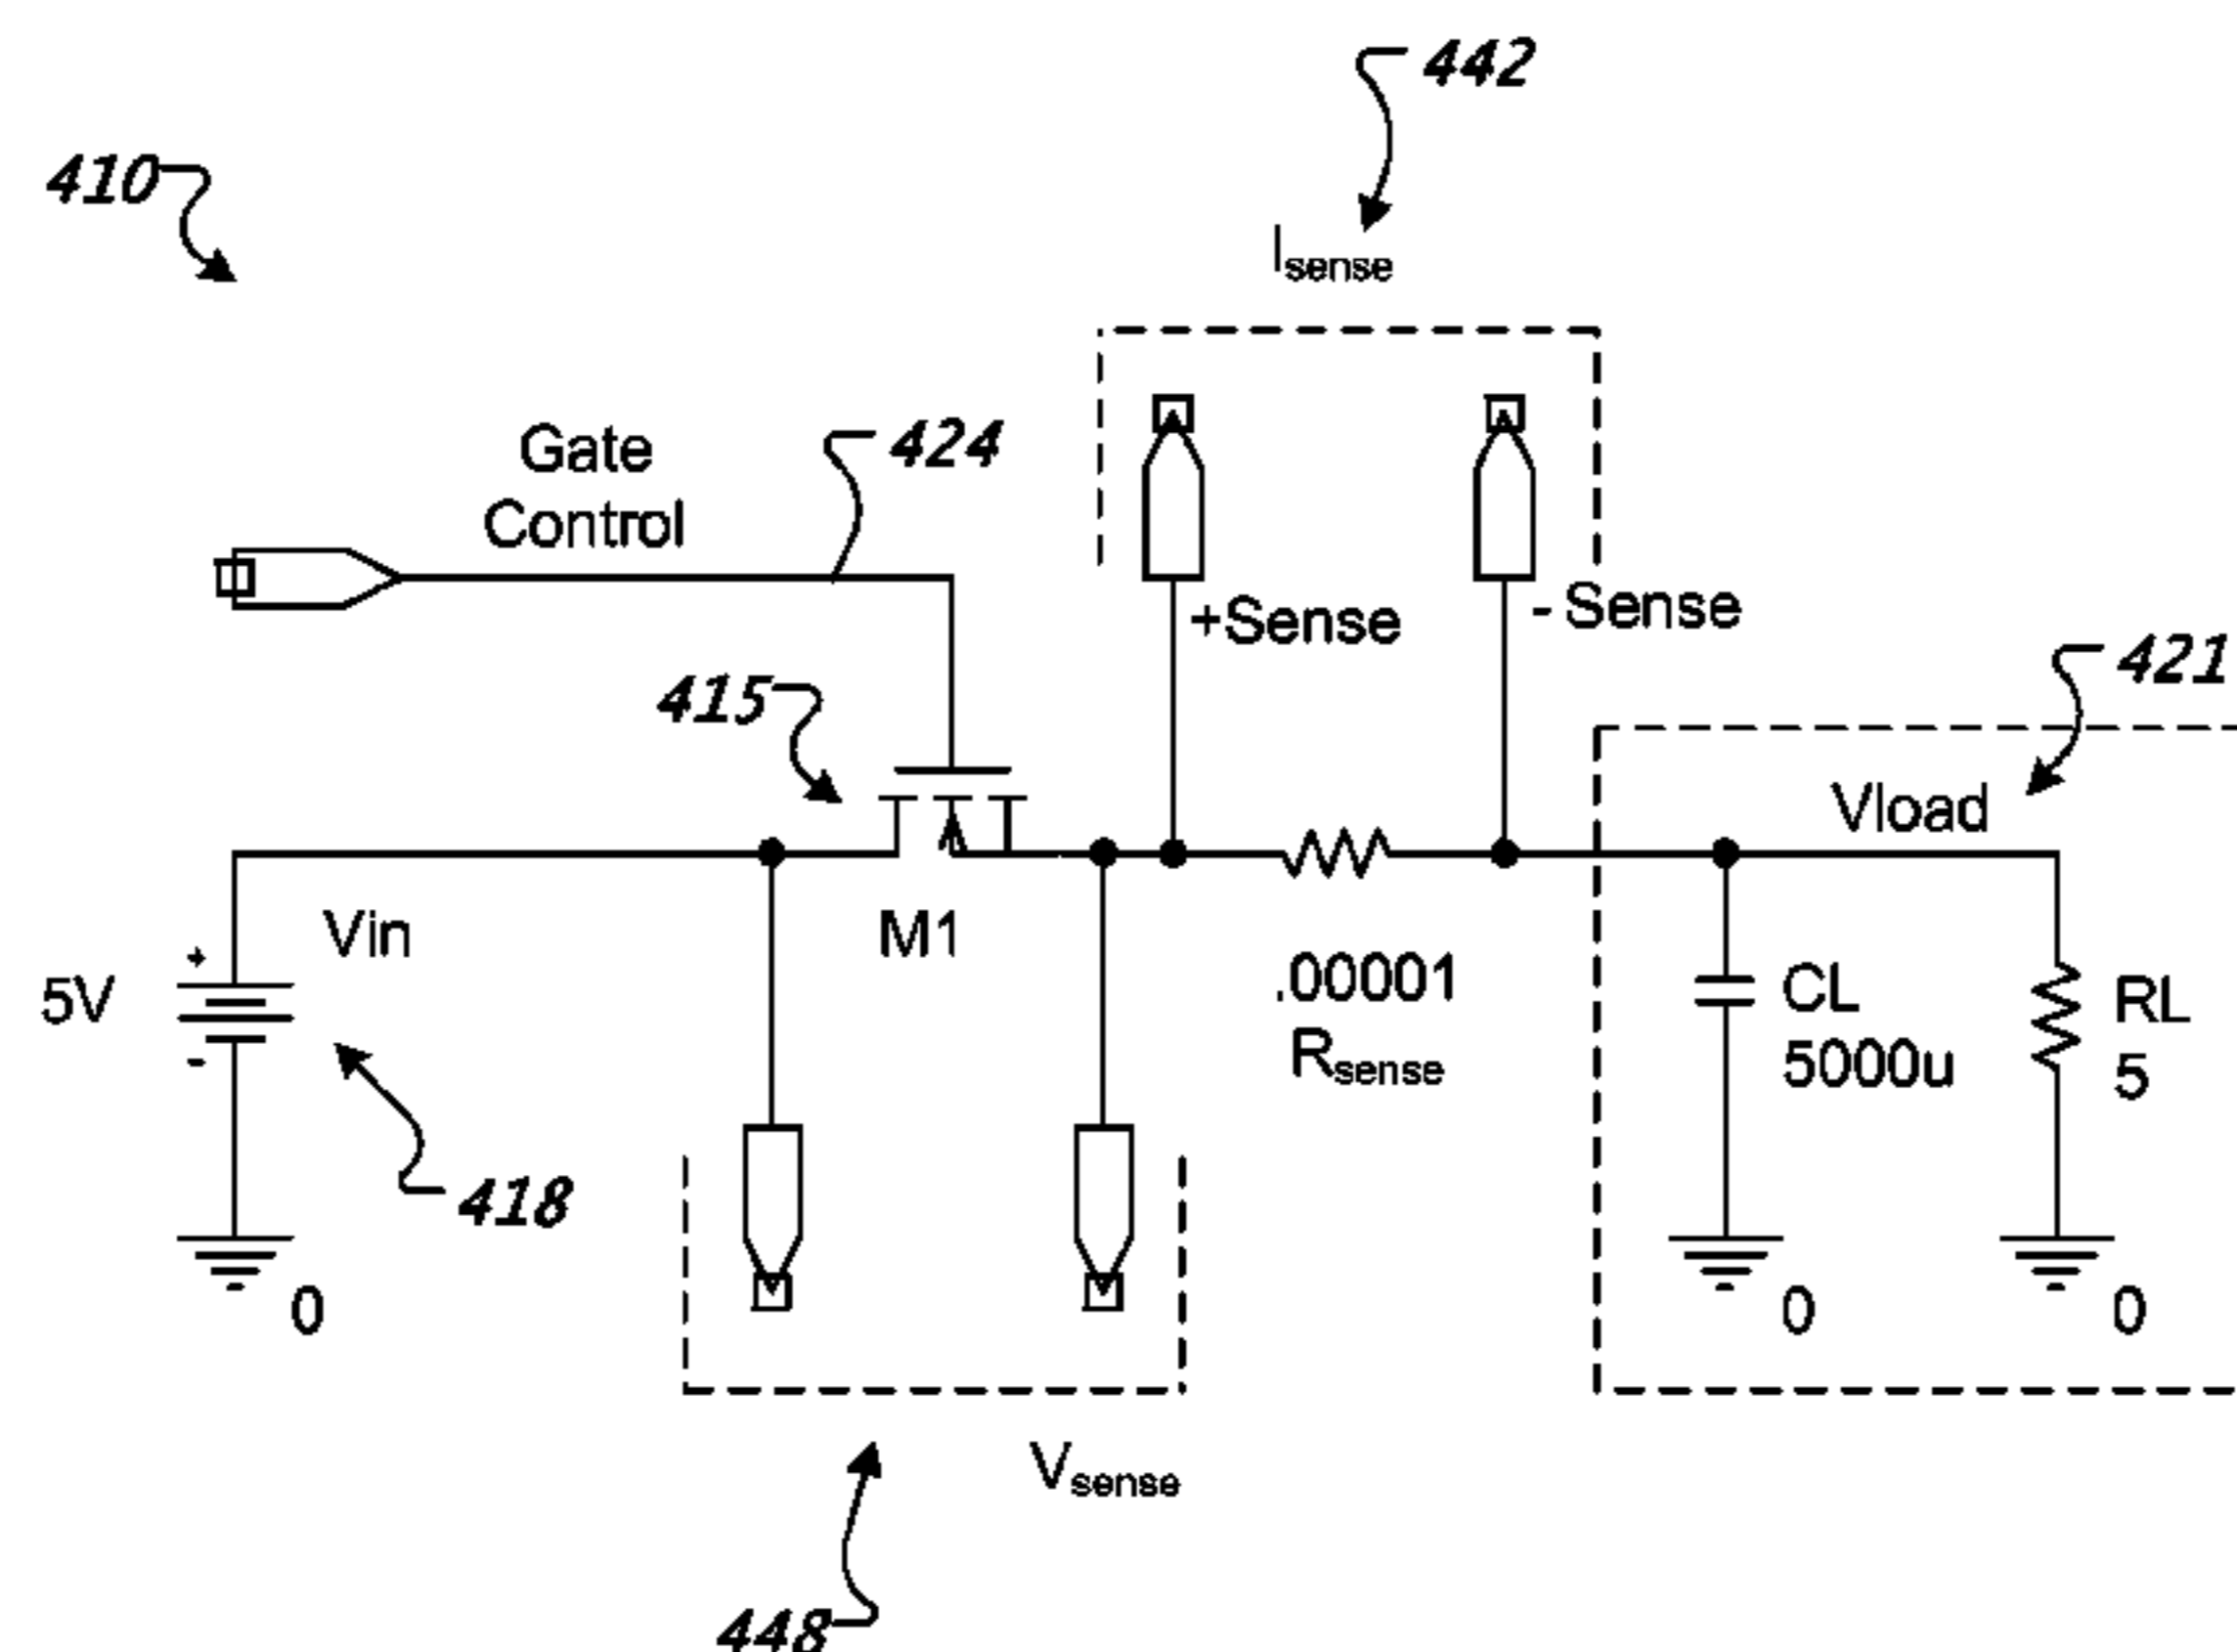 442
410
Isense
Gate
Control
424
+Sense
- Sense
421
415
Vload
Vin
M1
+
5V
-
.00001
Rsense
CL
5000u
RL
5
418
0
0
0
Vsense
448